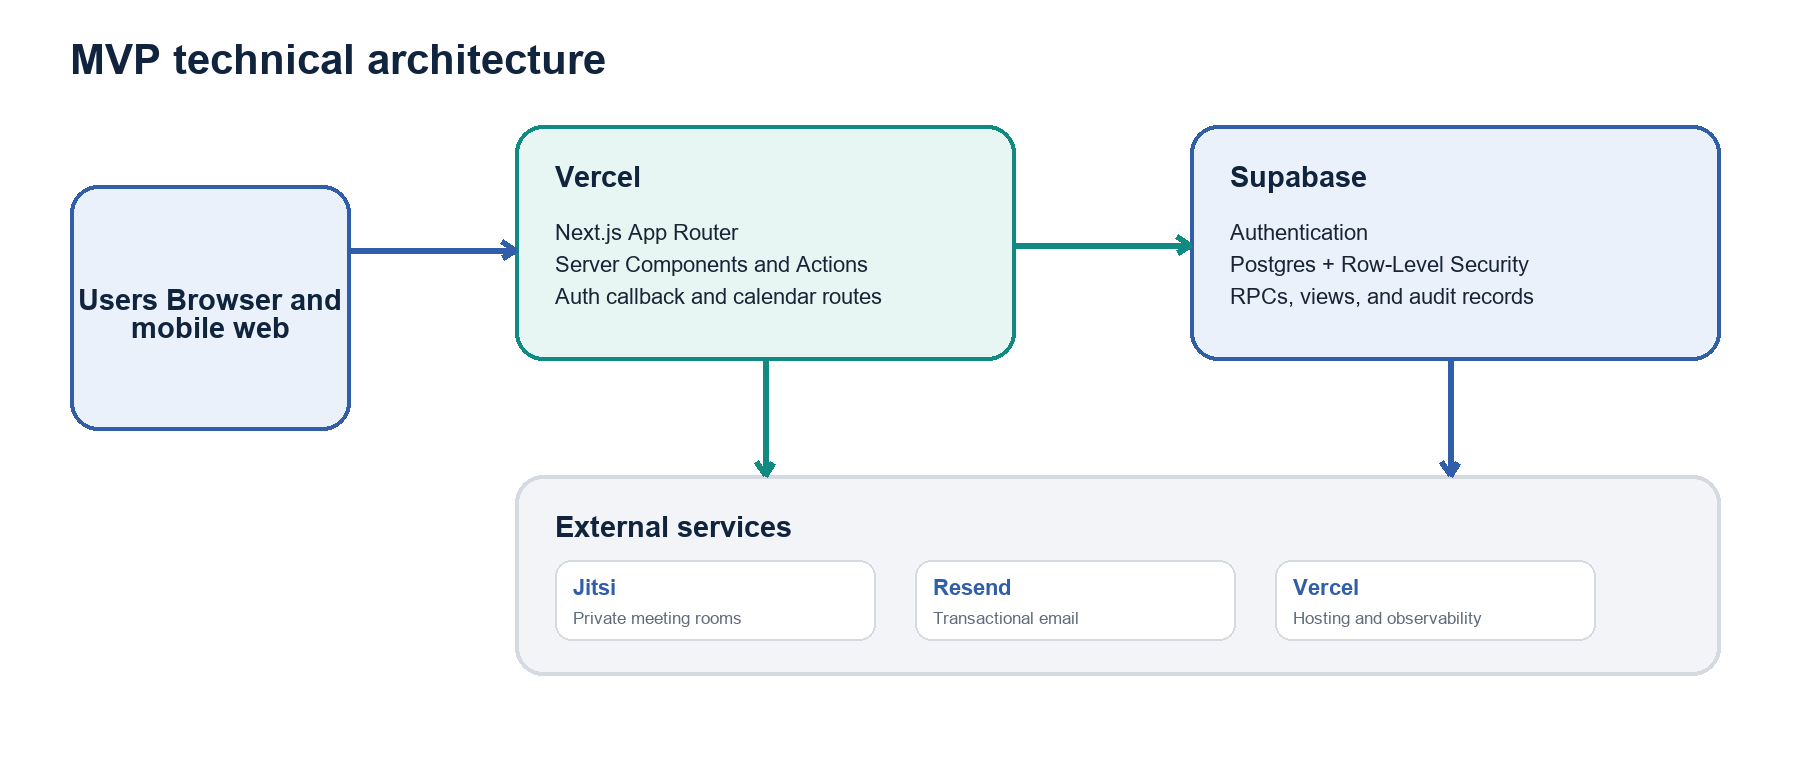 MVP technical architecture
Users Browser and
mobile web
Vercel
Next.js App Router
Server Components and Actions
Auth callback and calendar routes
Supabase
Authentication
Postgres + Row-Level Security
RPCs, views, and audit records
External services
Jitsi
Private meeting rooms
Resend
Transactional email
Vercel
Hosting and observability